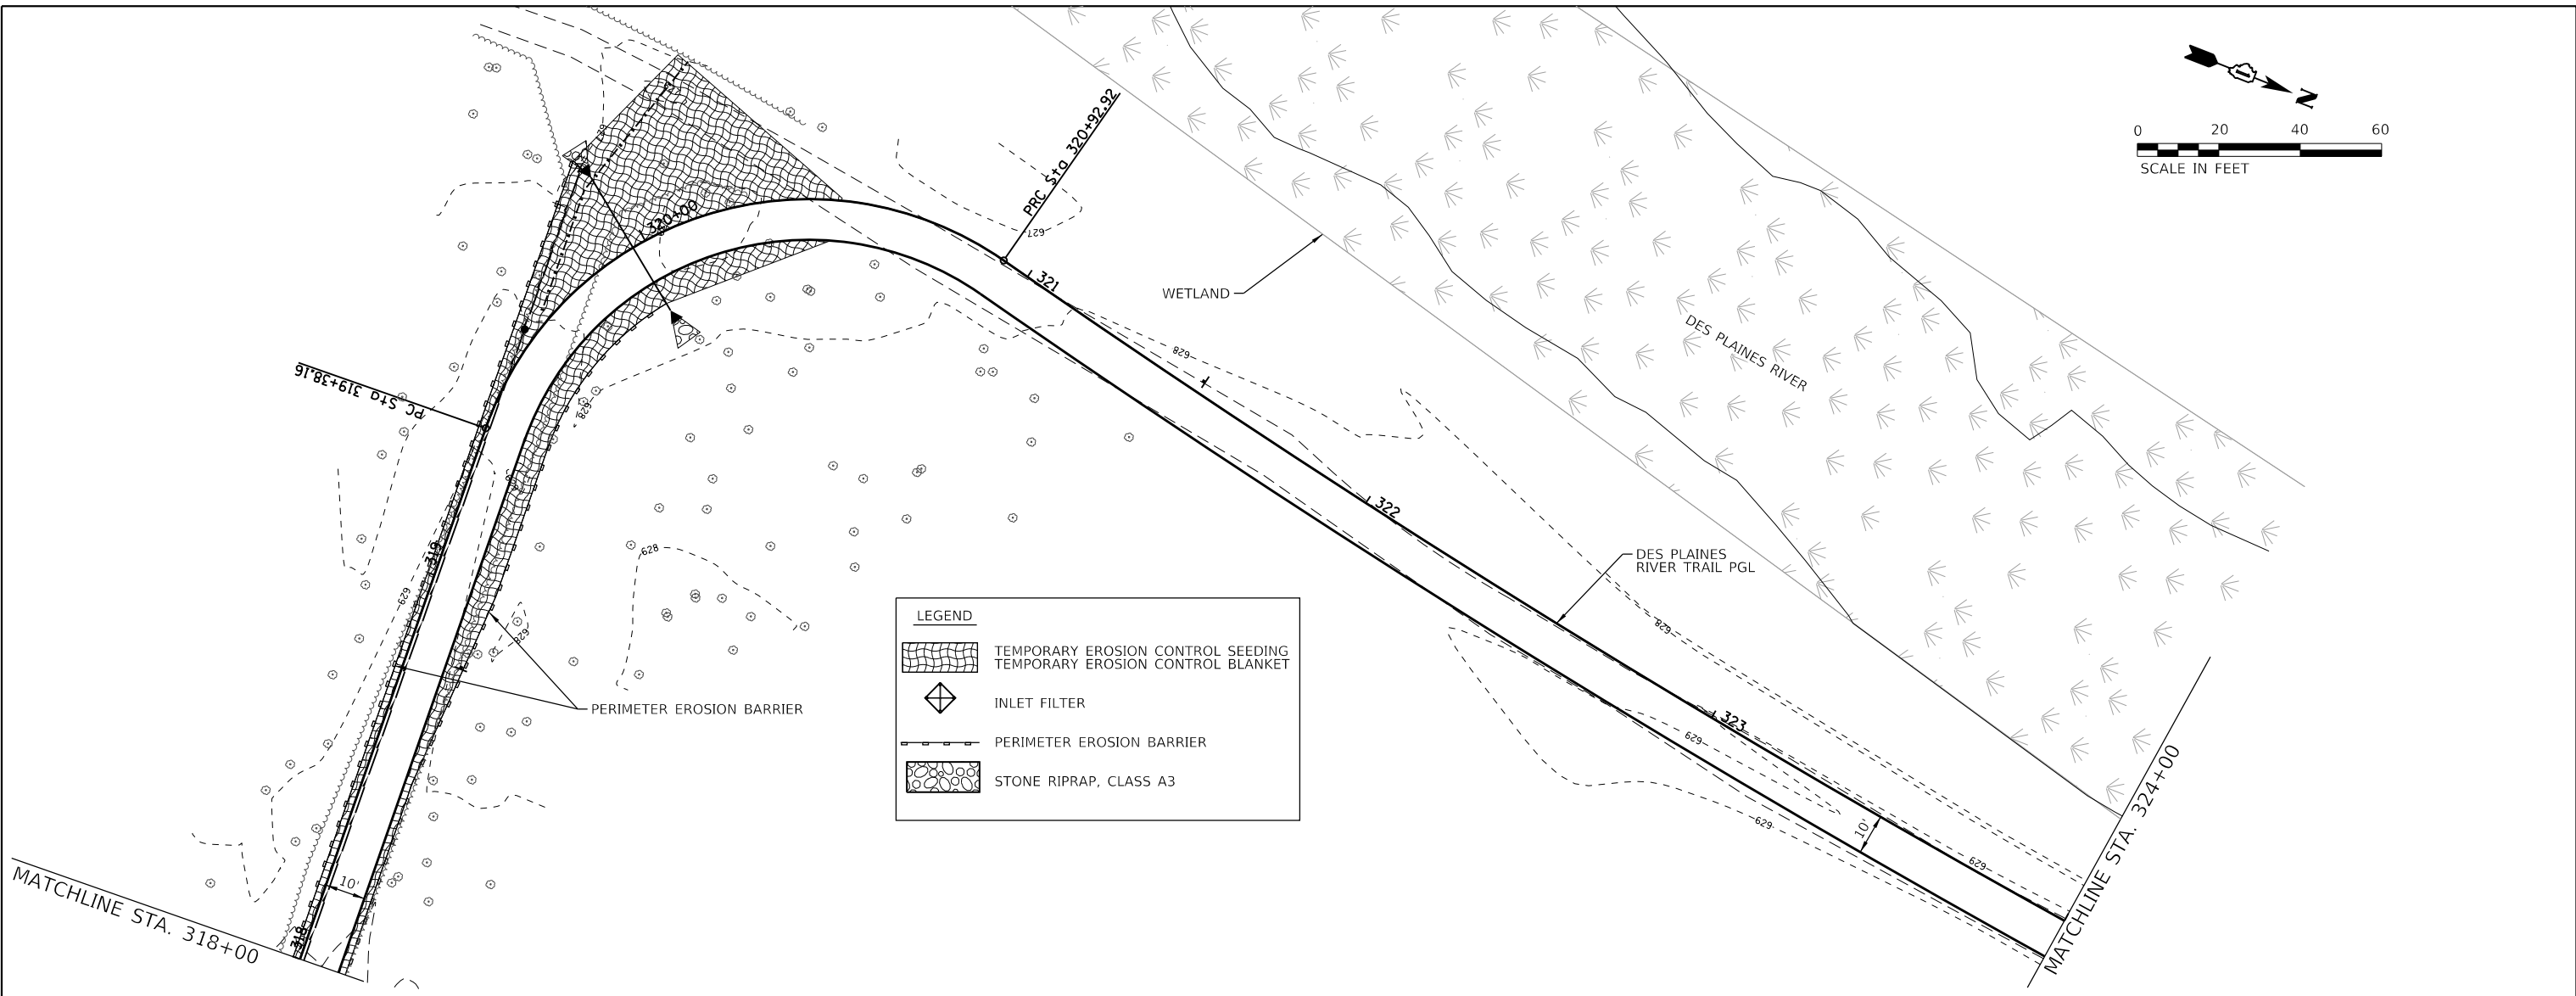 N
0 20 40 60
SCALE IN FEET
PRC Sta 320+92.92
627
627
320+00
321
WETLAND
DES PLAINES RIVER
628
PC Sta 319+38.16
628
322
319
628
629
DES PLAINES
RIVER TRAIL PGL
628
628
PERIMETER EROSION BARRIER
LEGEND
TEMPORARY EROSION CONTROL SEEDING
TEMPORARY EROSION CONTROL BLANKET
INLET FILTER
PERIMETER EROSION BARRIER
STONE RIPRAP, CLASS A3
323
629
629
10'
629
10'
318
MATCHLINE STA. 318+00
MATCHLINE STA. 324+00